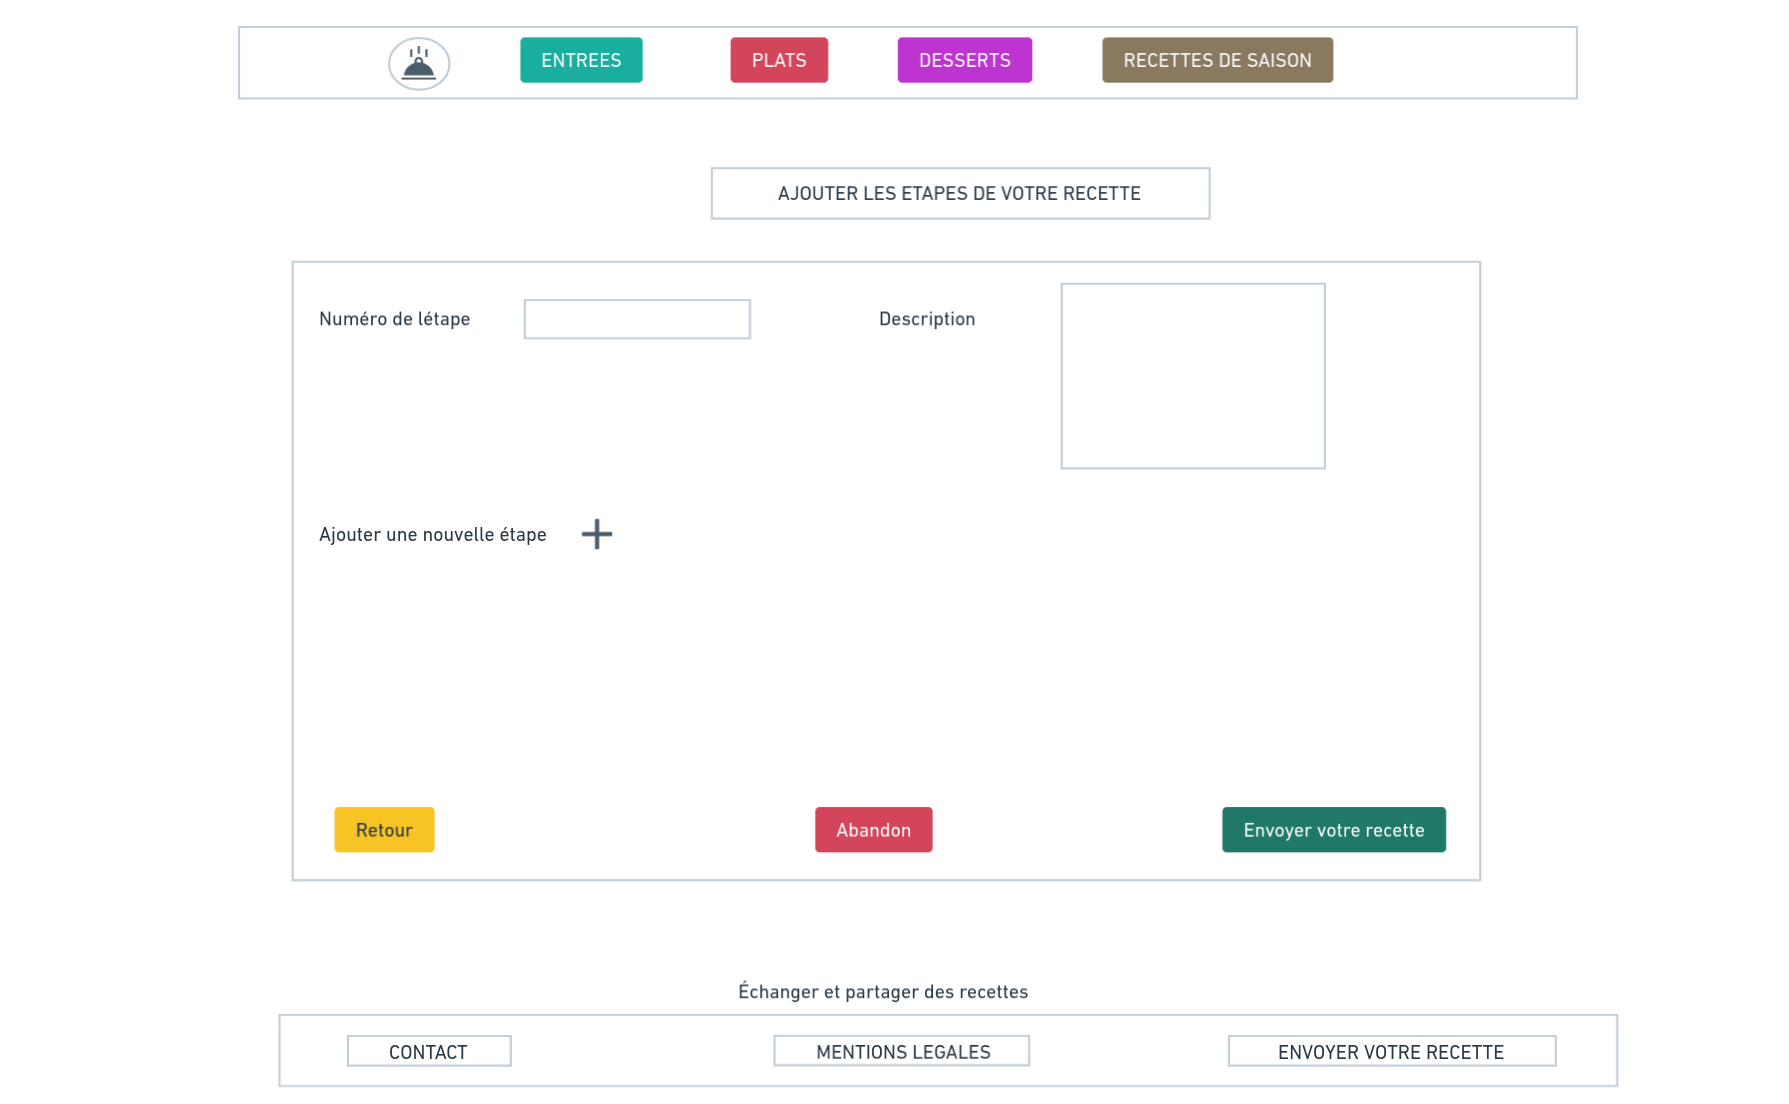 ENTREES
PLATS
DESSERTS
RECETTES DE SAISON
AJOUTER LES ETAPES DE VOTRE RECETTE
Numéro de létape
Description
Ajouter une nouvelle étape
Retour
Abandon
Envoyer votre recette
Échanger et partager des recettes
CONTACT
MENTIONS LEGALES
ENVOYER VOTRE RECETTE